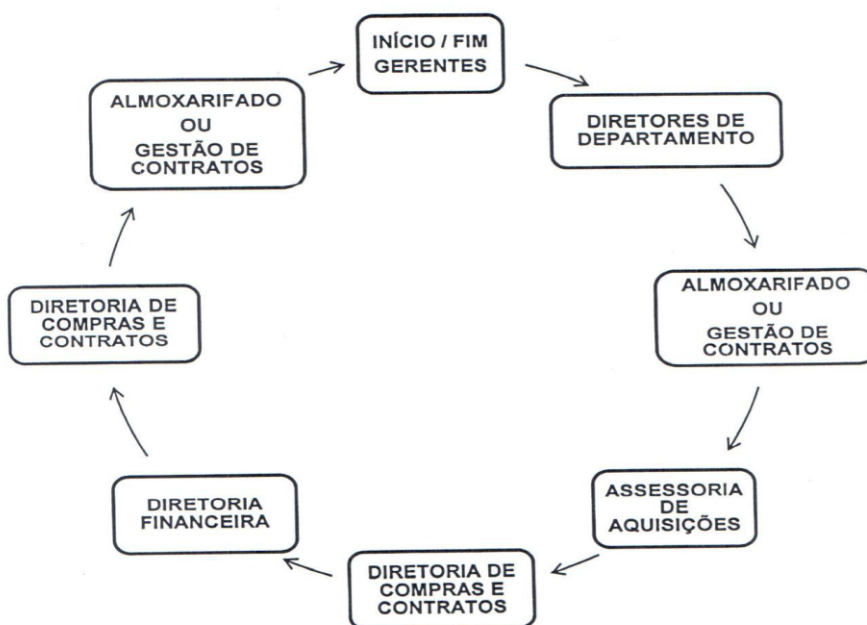 INÍCIO / FIM
GERENTES
DIRETORES DE
DEPARTAMENTO
ALMOXARIFADO
OU
GESTÃO DE
CONTRATOS
ASSESSORIA
DE
AQUISIÇÕES
DIRETORIA DE
COMPRAS E
CONTRATOS
DIRETORIA
FINANCEIRA
DIRETORIA DE
COMPRAS E
CONTRATOS
ALMOXARIFADO
OU
GESTÃO DE
CONTRATOS